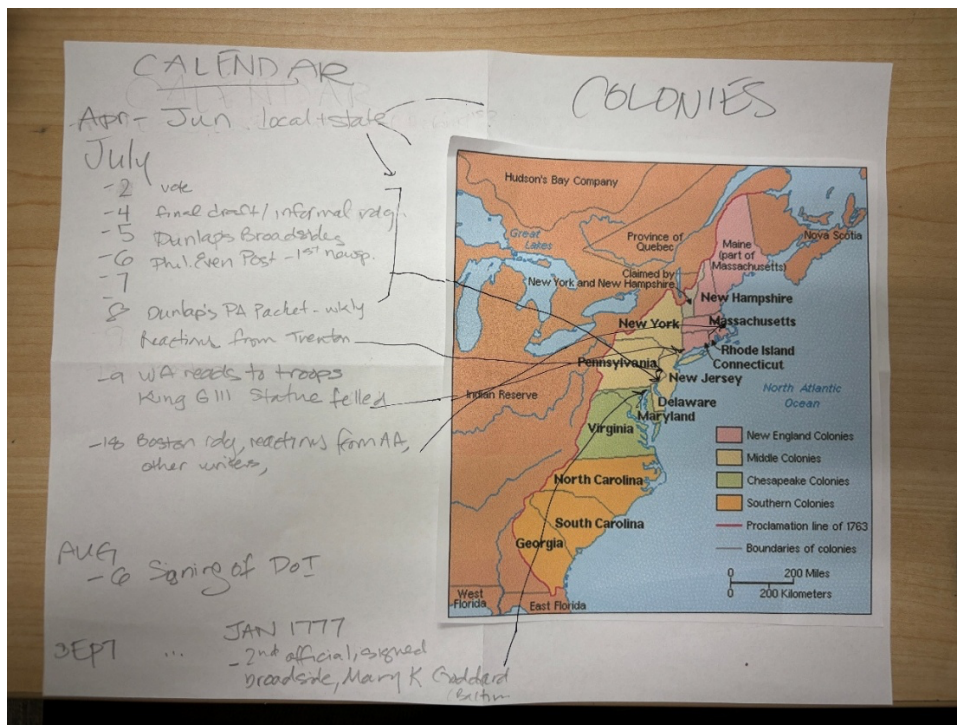 CALENDAR
Apr- Jun local + state
July
-2 vote
-4 final draft / informal rdg.
-5 Dunlap's Broadsides
-6 Phil. Even Post - 1st newsp.
-7
8 Dunlap's PA Packet - wkly
Reactions from Trenton
-9 WA reads to troops
King G III Statue felled
-18 Boston rdg, reactions from AA,
other writers,
AUG
-6 Signing of DoI
SEPT ...
JAN 1777
- 2nd official, signed
broadside, Mary K Goddard
(Baltim
COLONIES
Hudson's Bay Company
Great
Lakes
Province of
Quebec
Nova Scotia
Maine
(part of
Massachusetts)
Claimed by
New York and New Hampshire
New Hampshire
New York
Massachusetts
Rhode Island
Connecticut
Pennsylvania
New Jersey
Indian Reserve
North Atlantic
Ocean
Delaware
Maryland
Virginia
North Carolina
South Carolina
Georgia
West
Florida
East Florida
New England Colonies
Middle Colonies
Chesapeake Colonies
Southern Colonies
Proclamation line of 1763
Boundaries of colonies
0 200 Miles
0 200 Kilometers